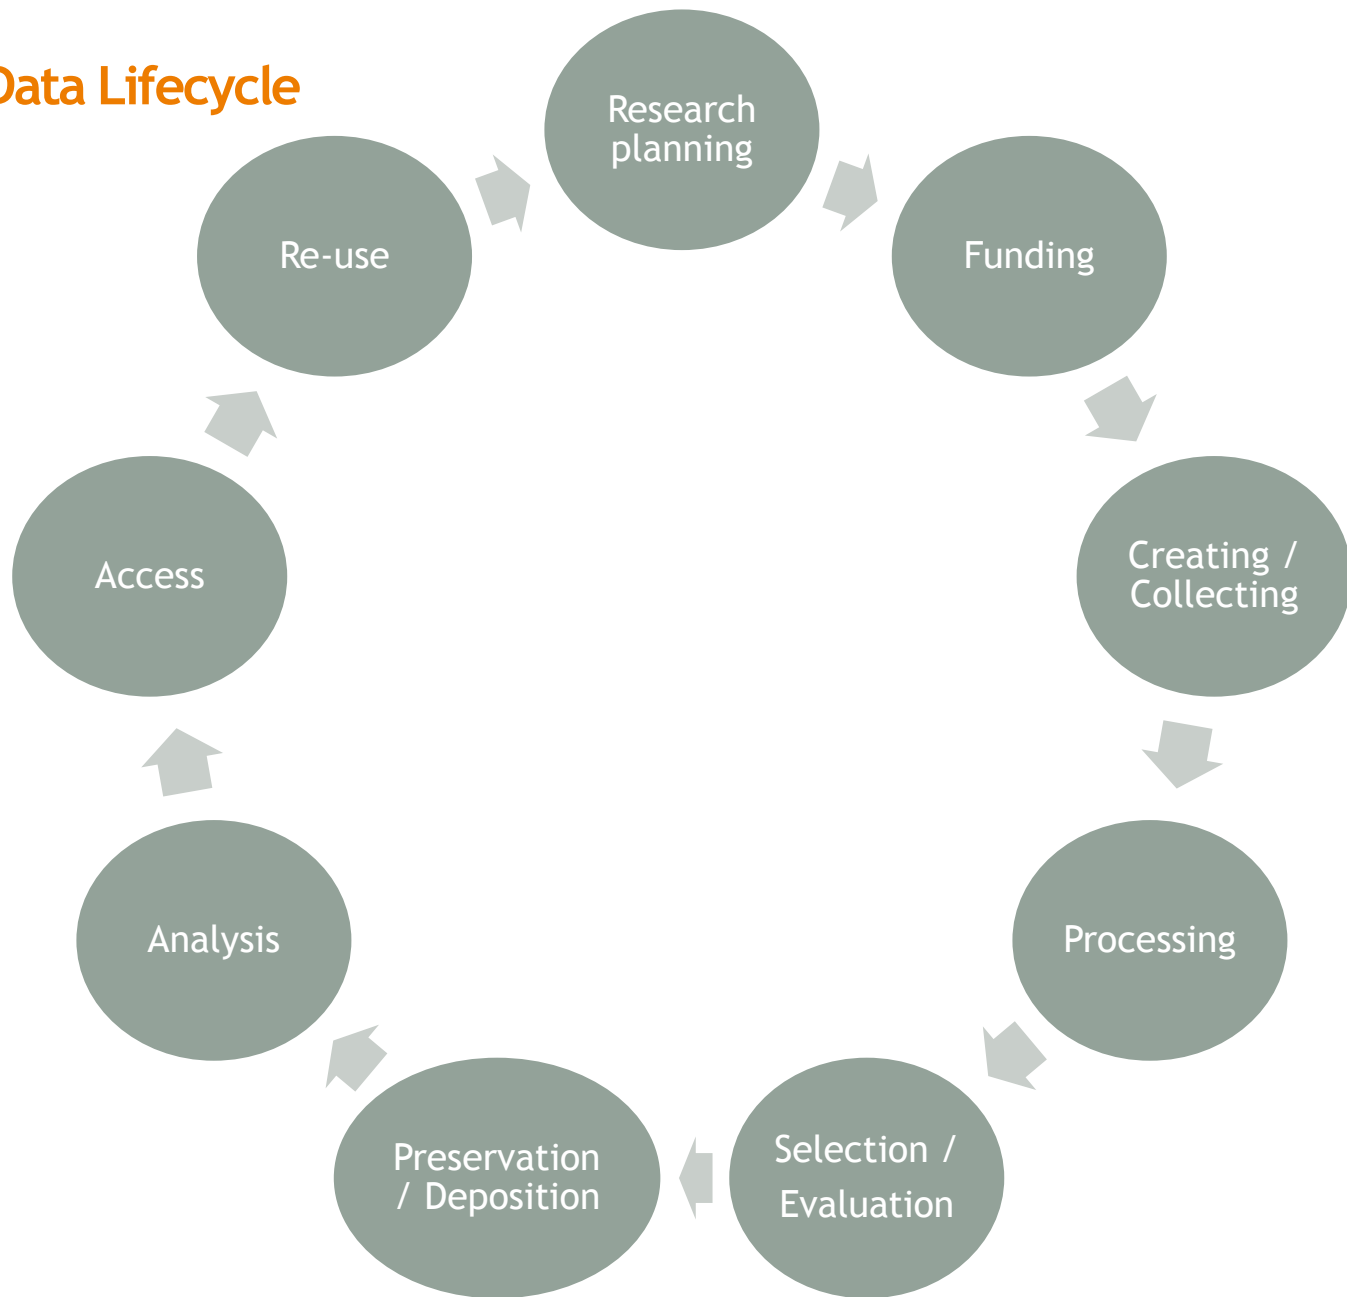 Data Lifecycle
Research
planning
Funding
Creating /
Collecting
Processing
Selection /
Evaluation
Preservation
/ Deposition
Analysis
Access
Re-use